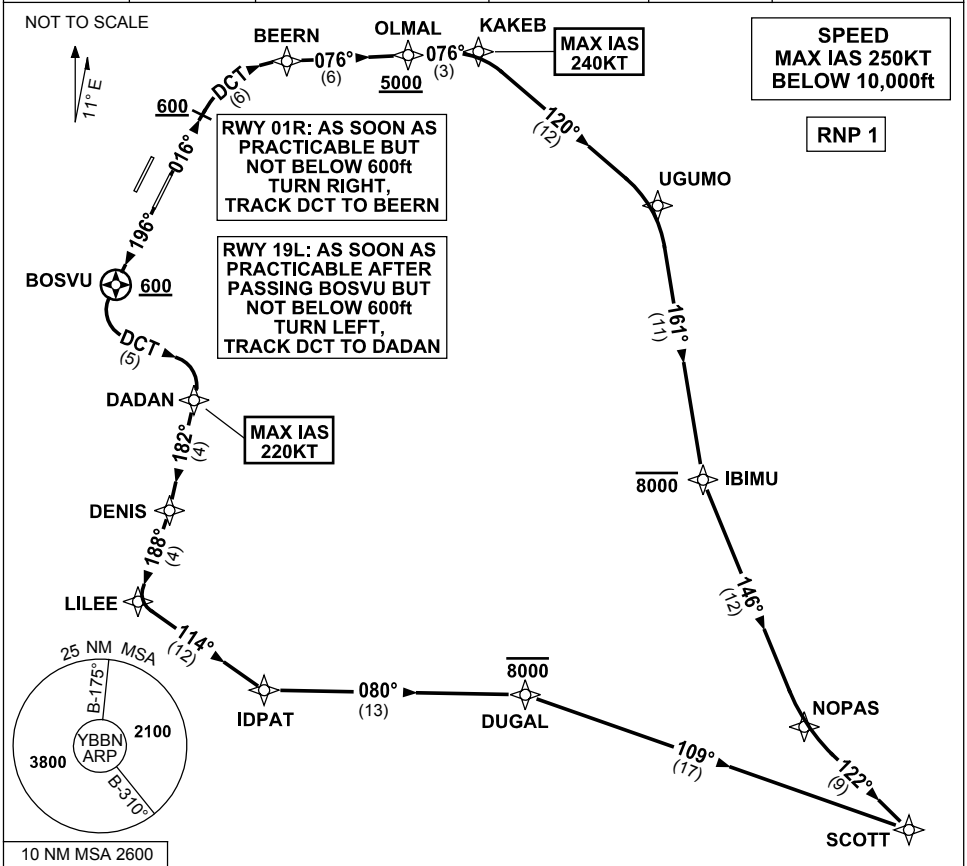 NOT TO SCALE
11° E
BEERN
OLMAL
KAKEB
076°
(6)
076°
(3)
5000
MAX IAS
240KT
SPEED
MAX IAS 250KT
BELOW 10,000ft
RNP 1
DCT
(6)
600
016°
RWY 01R: AS SOON AS
PRACTICABLE BUT
NOT BELOW 600ft
TURN RIGHT,
TRACK DCT TO BEERN
120°
(12)
UGUMO
196°
BOSVU
600
RWY 19L: AS SOON AS
PRACTICABLE AFTER
PASSING BOSVU BUT
NOT BELOW 600ft
TURN LEFT,
TRACK DCT TO DADAN
DCT
(5)
161°
(11)
DADAN
MAX IAS
220KT
182°
(4)
8000
IBIMU
DENIS
188°
(4)
LILEE
146°
(12)
114°
(12)
25 NM MSA
B-175°
2100
YBBN
ARP
3800
B-310°
IDPAT
080°
(13)
8000
DUGAL
NOPAS
109°
(17)
122°
(9)
SCOTT
10 NM MSA 2600